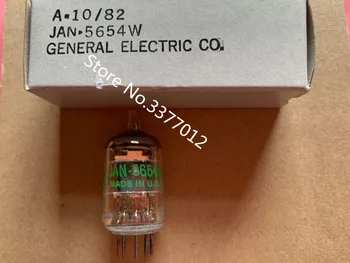 A.10/82
JAN.5654W
GENERAL ELECTRIC CO.
Store No.3377012
JAN-5654W
MADE IN U.S.A